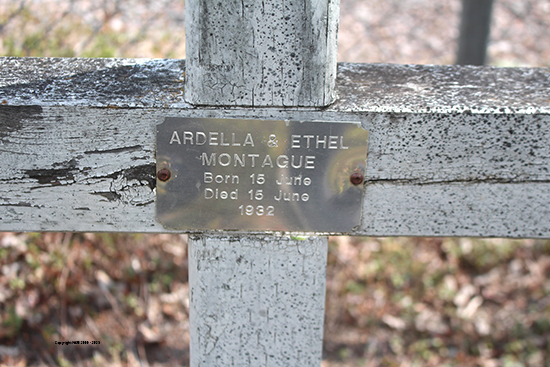 ARDELLA & ETHEL
MONTAGUE
Born 15 June
Died 15 June
1932